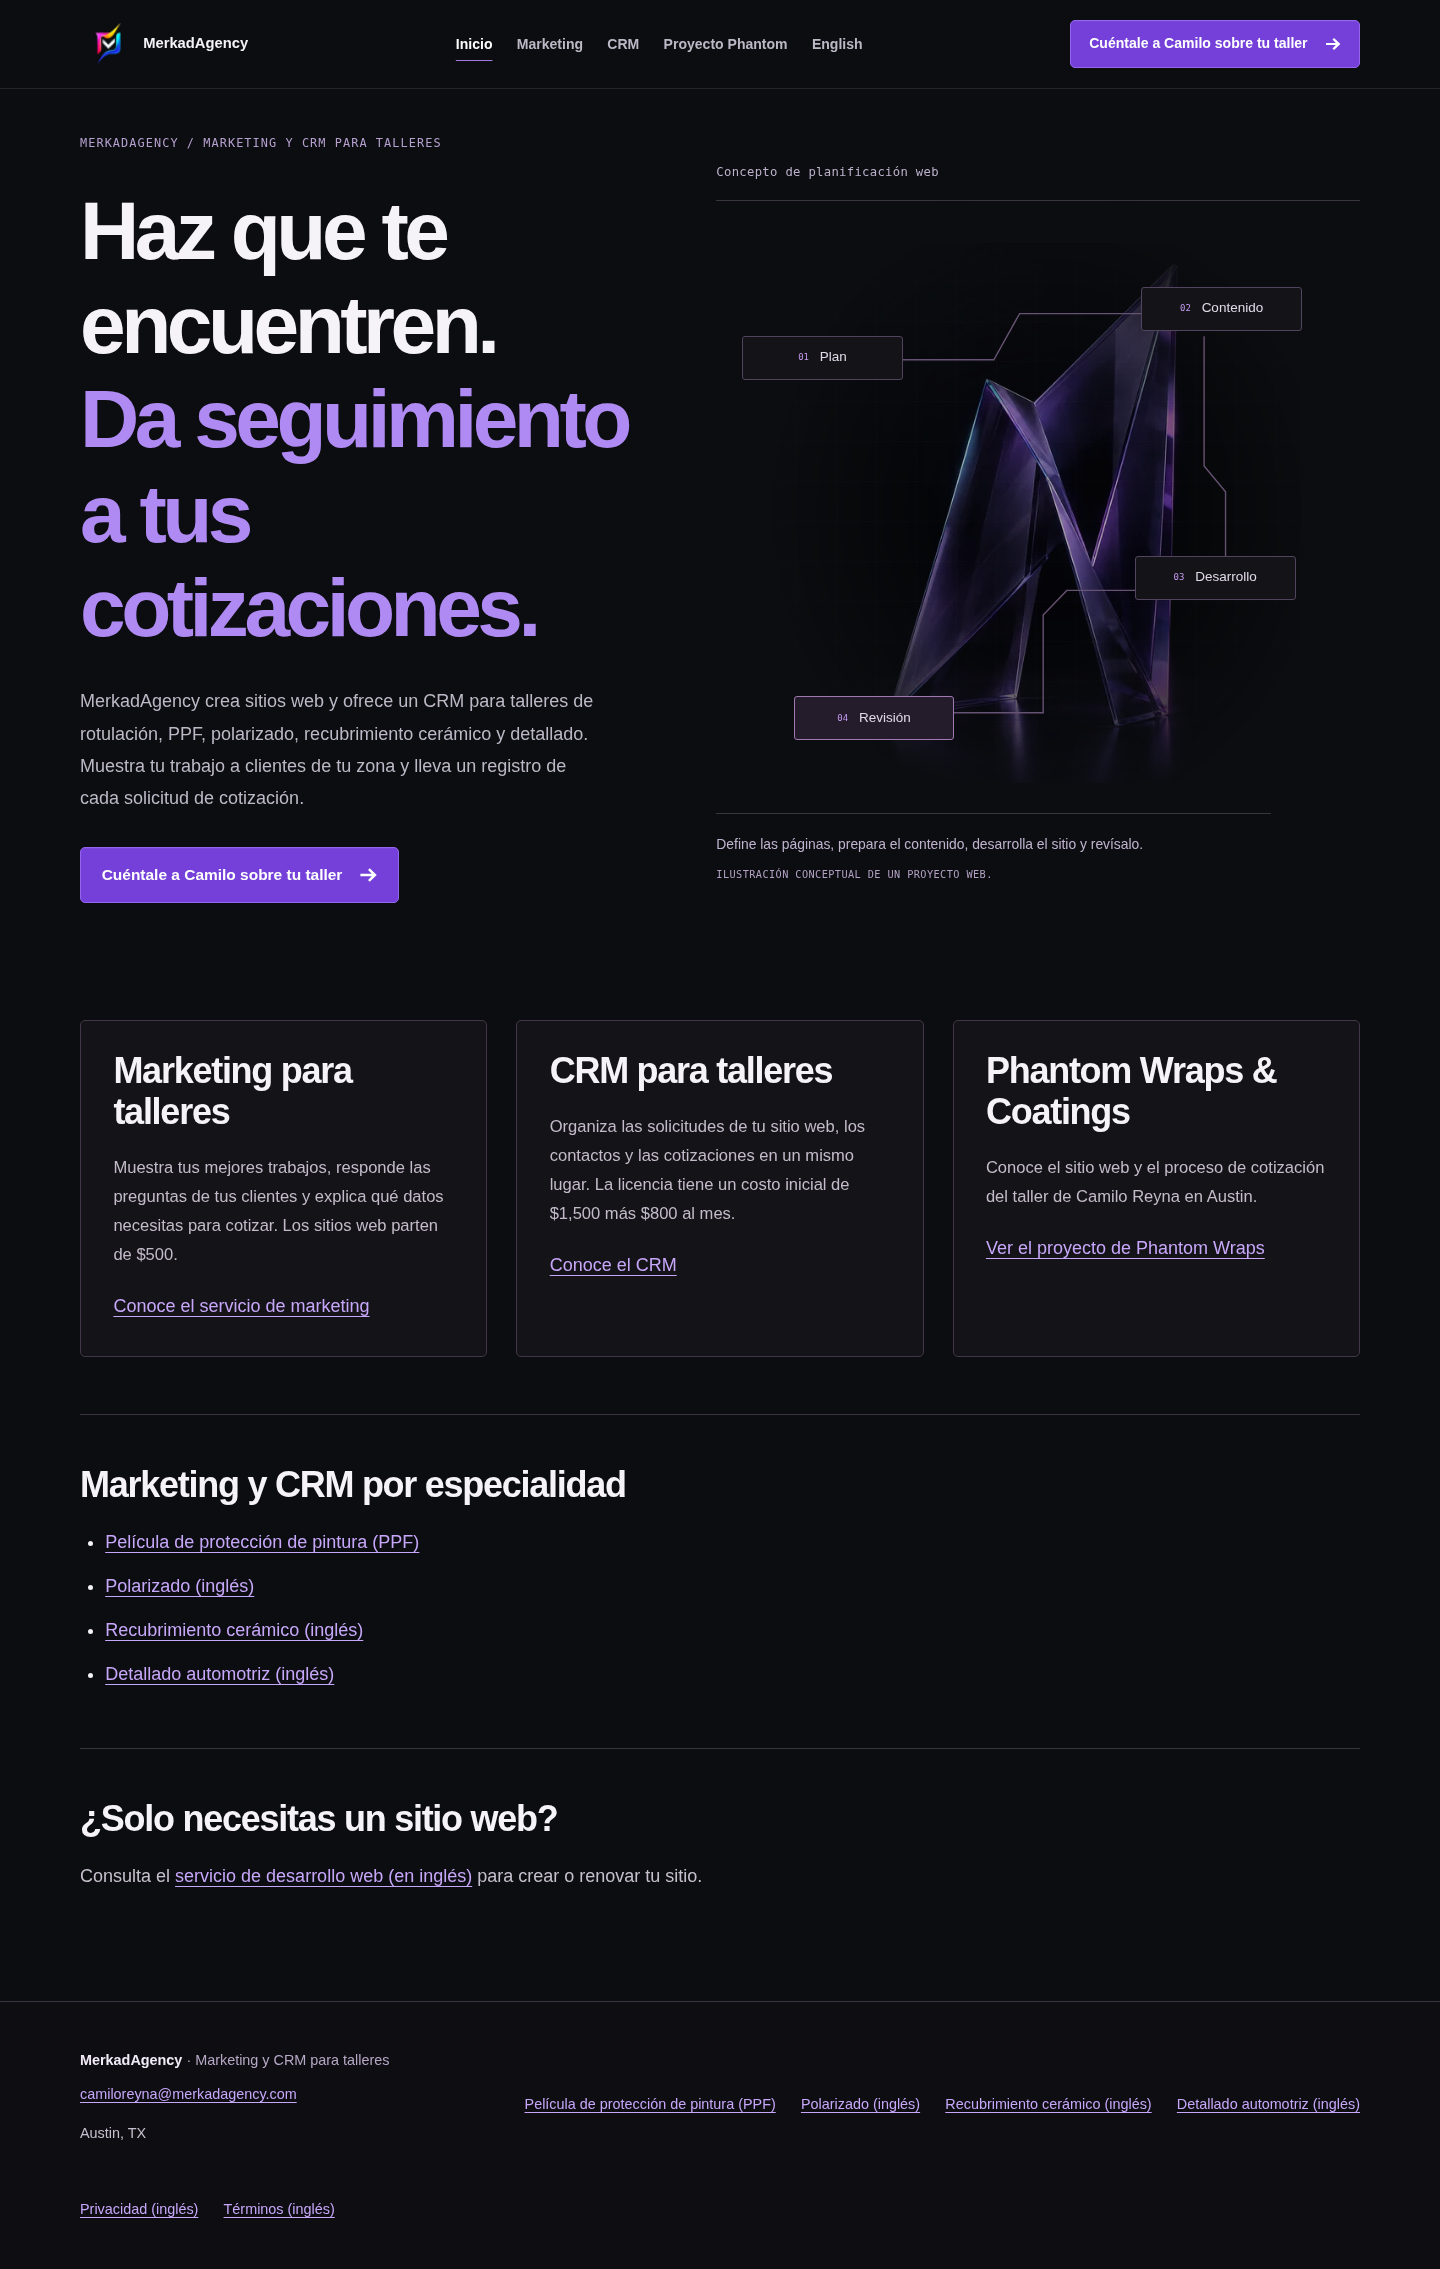 MerkadAgency
Inicio
Marketing
CRM
Proyecto Phantom
English
Cuéntale a Camilo sobre tu taller
MERKADAGENCY / MARKETING Y CRM PARA TALLERES
Haz que te
encuentren.
Da seguimiento
a tus
cotizaciones.
MerkadAgency crea sitios web y ofrece un CRM para talleres de
rotulación, PPF, polarizado, recubrimiento cerámico y detallado.
Muestra tu trabajo a clientes de tu zona y lleva un registro de
cada solicitud de cotización.
Cuéntale a Camilo sobre tu taller
Concepto de planificación web
01 Plan
02 Contenido
03 Desarrollo
04 Revisión
Define las páginas, prepara el contenido, desarrolla el sitio y revísalo.
ILUSTRACIÓN CONCEPTUAL DE UN PROYECTO WEB.
Marketing para
talleres
Muestra tus mejores trabajos, responde las
preguntas de tus clientes y explica qué datos
necesitas para cotizar. Los sitios web parten
de $500.
Conoce el servicio de marketing
CRM para talleres
Organiza las solicitudes de tu sitio web, los
contactos y las cotizaciones en un mismo
lugar. La licencia tiene un costo inicial de
$1,500 más $800 al mes.
Conoce el CRM
Phantom Wraps &
Coatings
Conoce el sitio web y el proceso de cotización
del taller de Camilo Reyna en Austin.
Ver el proyecto de Phantom Wraps
Marketing y CRM por especialidad
Película de protección de pintura (PPF)
Polarizado (inglés)
Recubrimiento cerámico (inglés)
Detallado automotriz (inglés)
¿Solo necesitas un sitio web?
Consulta el servicio de desarrollo web (en inglés) para crear o renovar tu sitio.
MerkadAgency · Marketing y CRM para talleres
camiloreyna@merkadagency.com
Austin, TX
Película de protección de pintura (PPF)
Polarizado (inglés)
Recubrimiento cerámico (inglés)
Detallado automotriz (inglés)
Privacidad (inglés)
Términos (inglés)